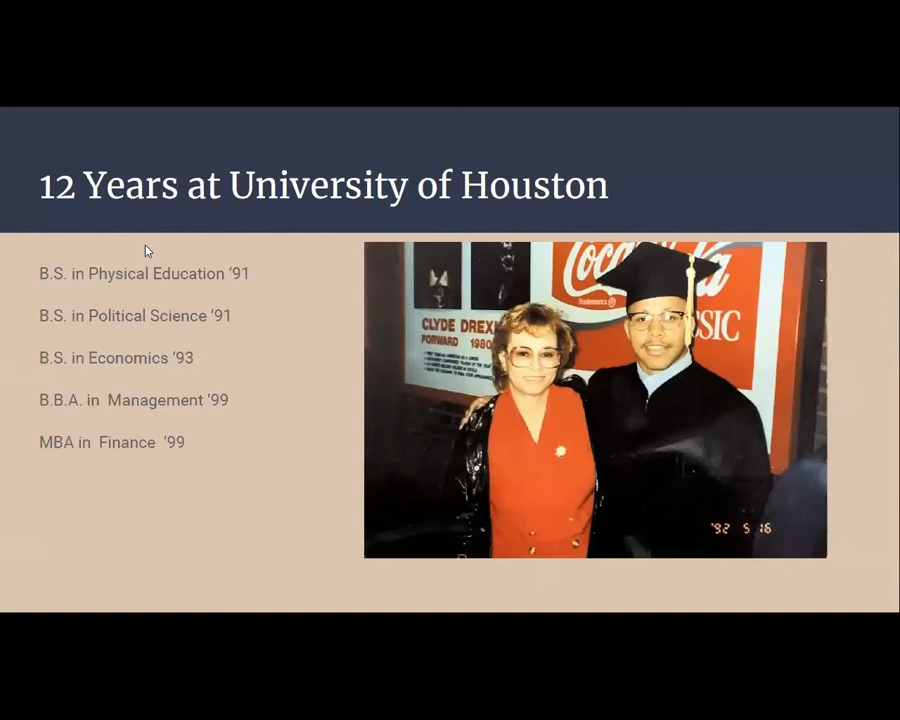 12 Years at University of Houston
B.S. in Physical Education ‘91
B.S. in Political Science ‘91
B.S. in Economics ‘93
B.B.A. in  Management ‘99
MBA in  Finance  ‘99
CLYDE
FORWARD 1980
Trademarks ®
'92 5 16